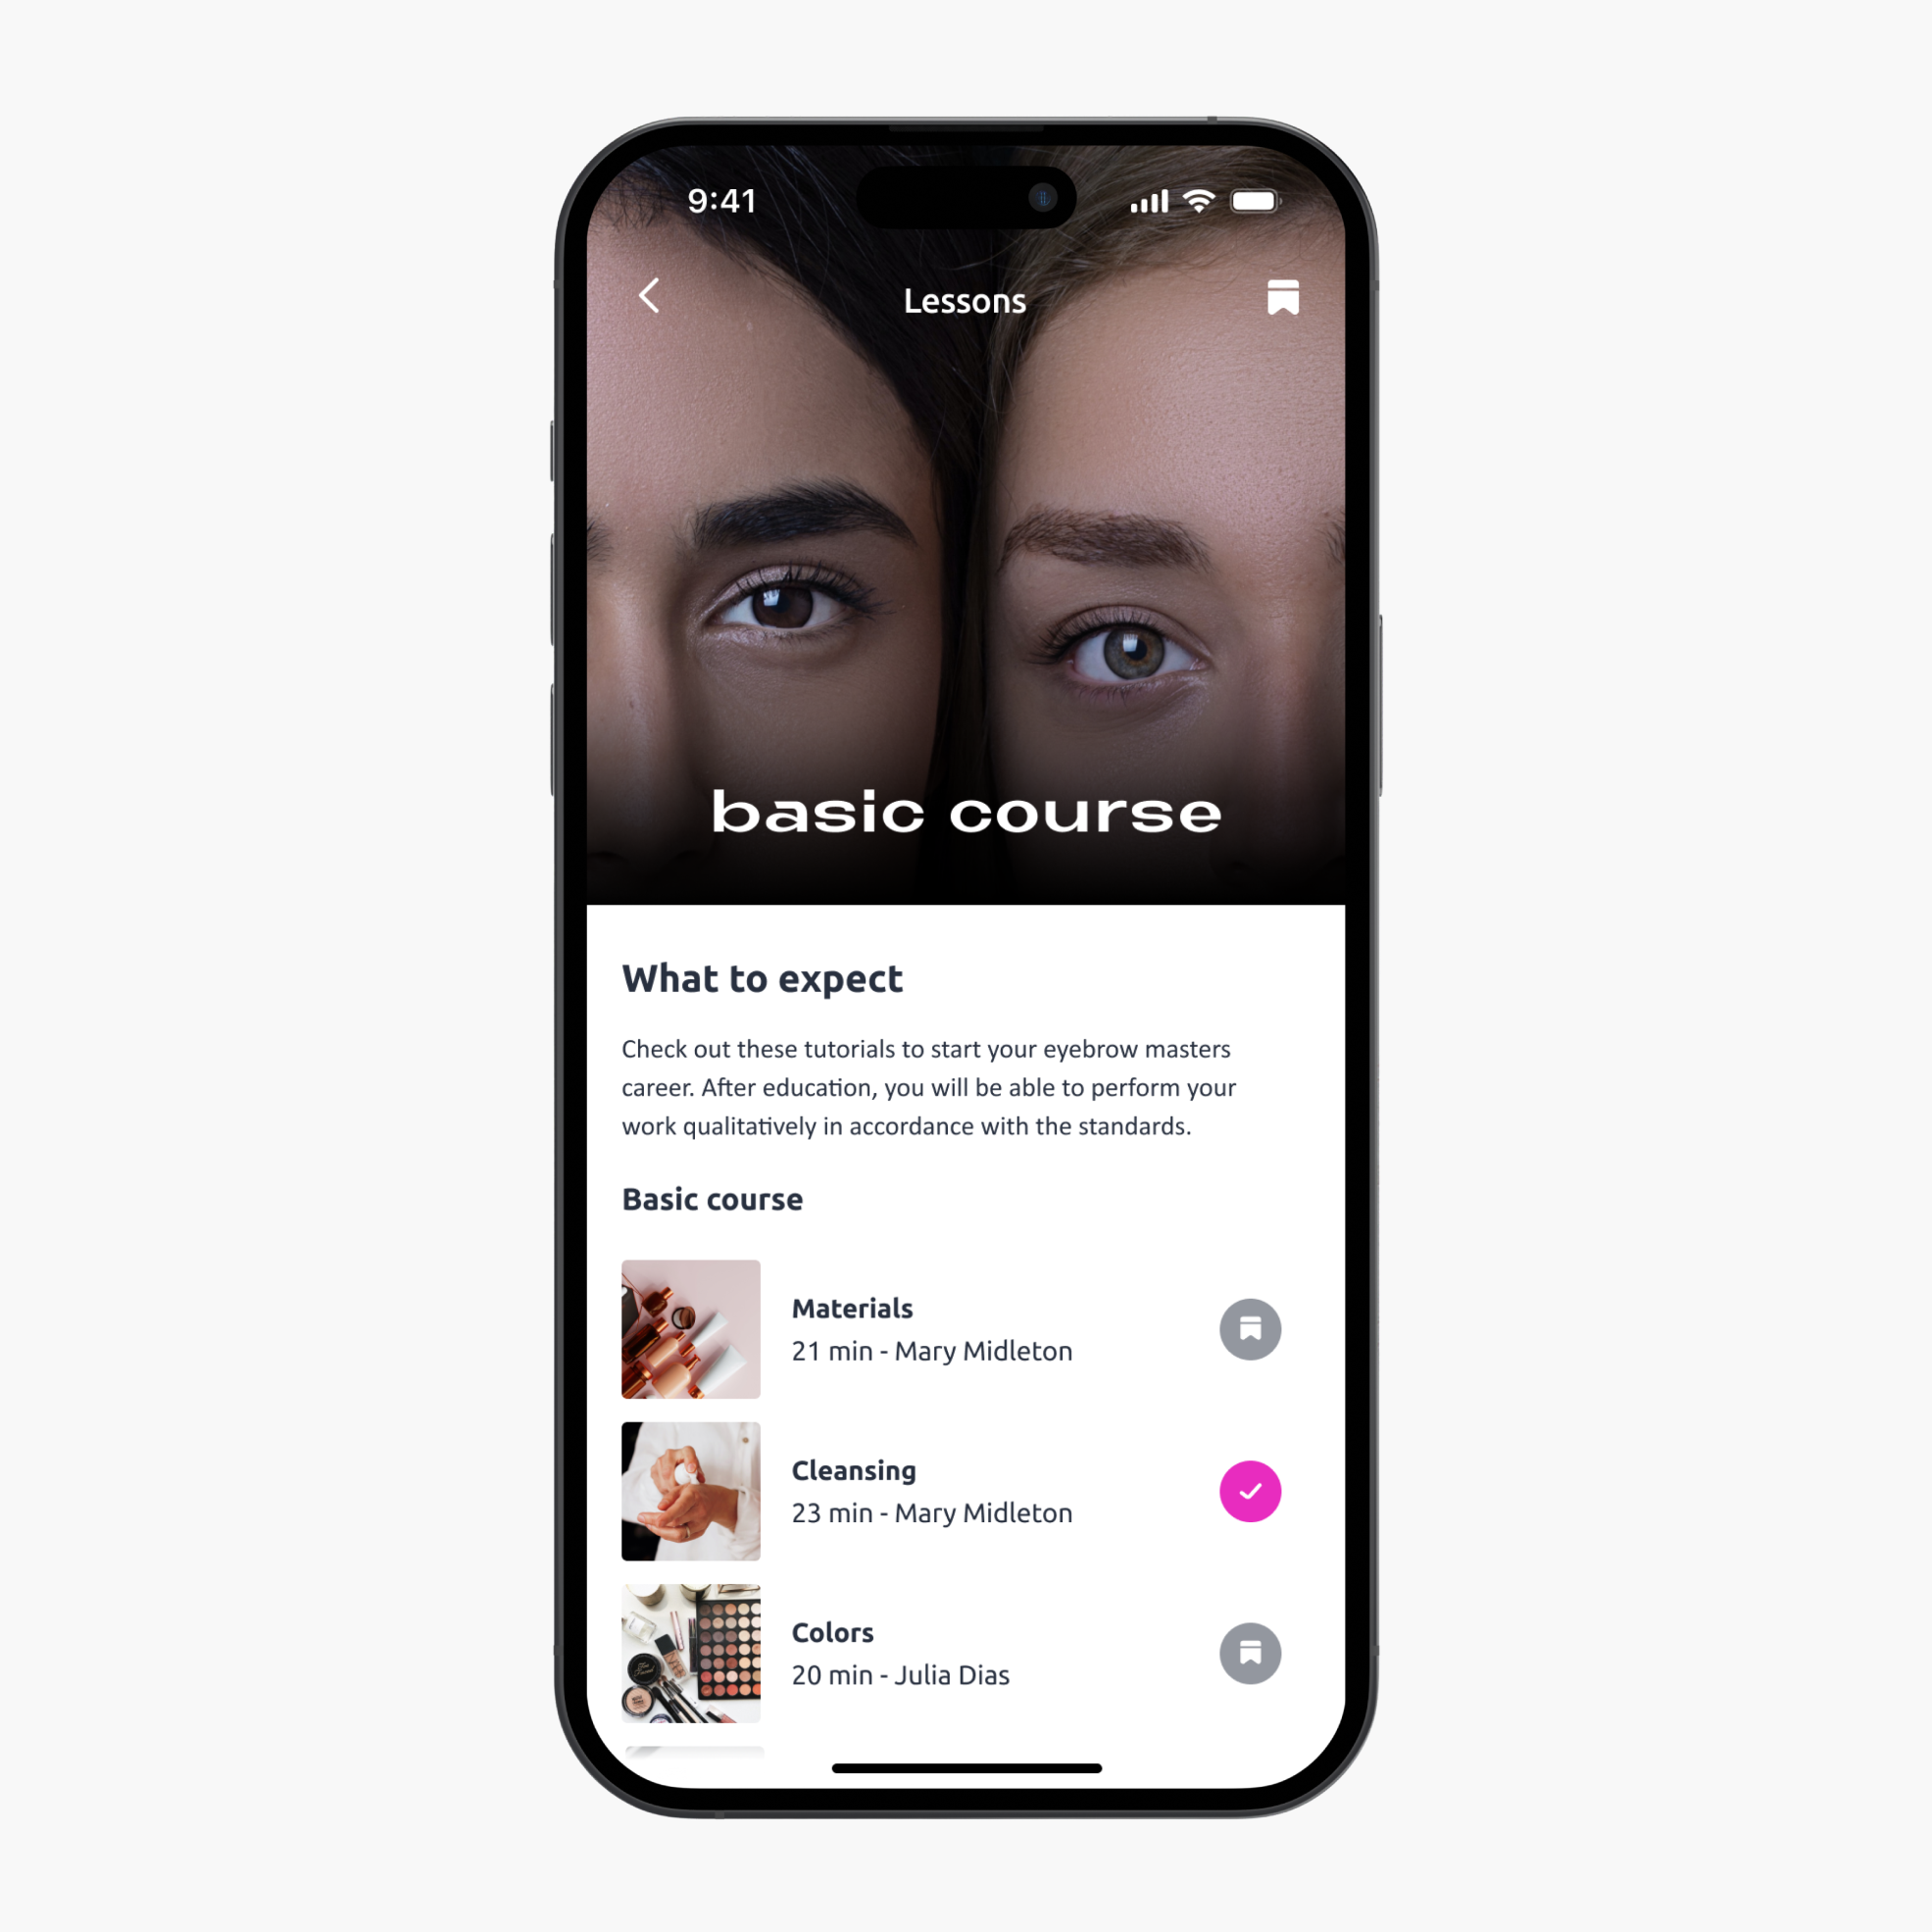 9:41
Lessons
basic course
What to expect
Check out these tutorials to start your eyebrow masters
career. After education, you will be able to perform your
work qualitatively in accordance with the standards.
Basic course
Materials
21 min - Mary Midleton
Cleansing
23 min - Mary Midleton
Colors
20 min - Julia Dias